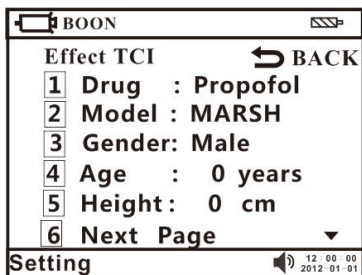 BOON
Effect TCI BACK
1 Drug : Propofol
2 Model : MARSH
3 Gender: Male
4 Age : 0 years
5 Height: 0 cm
6 Next Page
Setting 12:00:00
2012-01-01